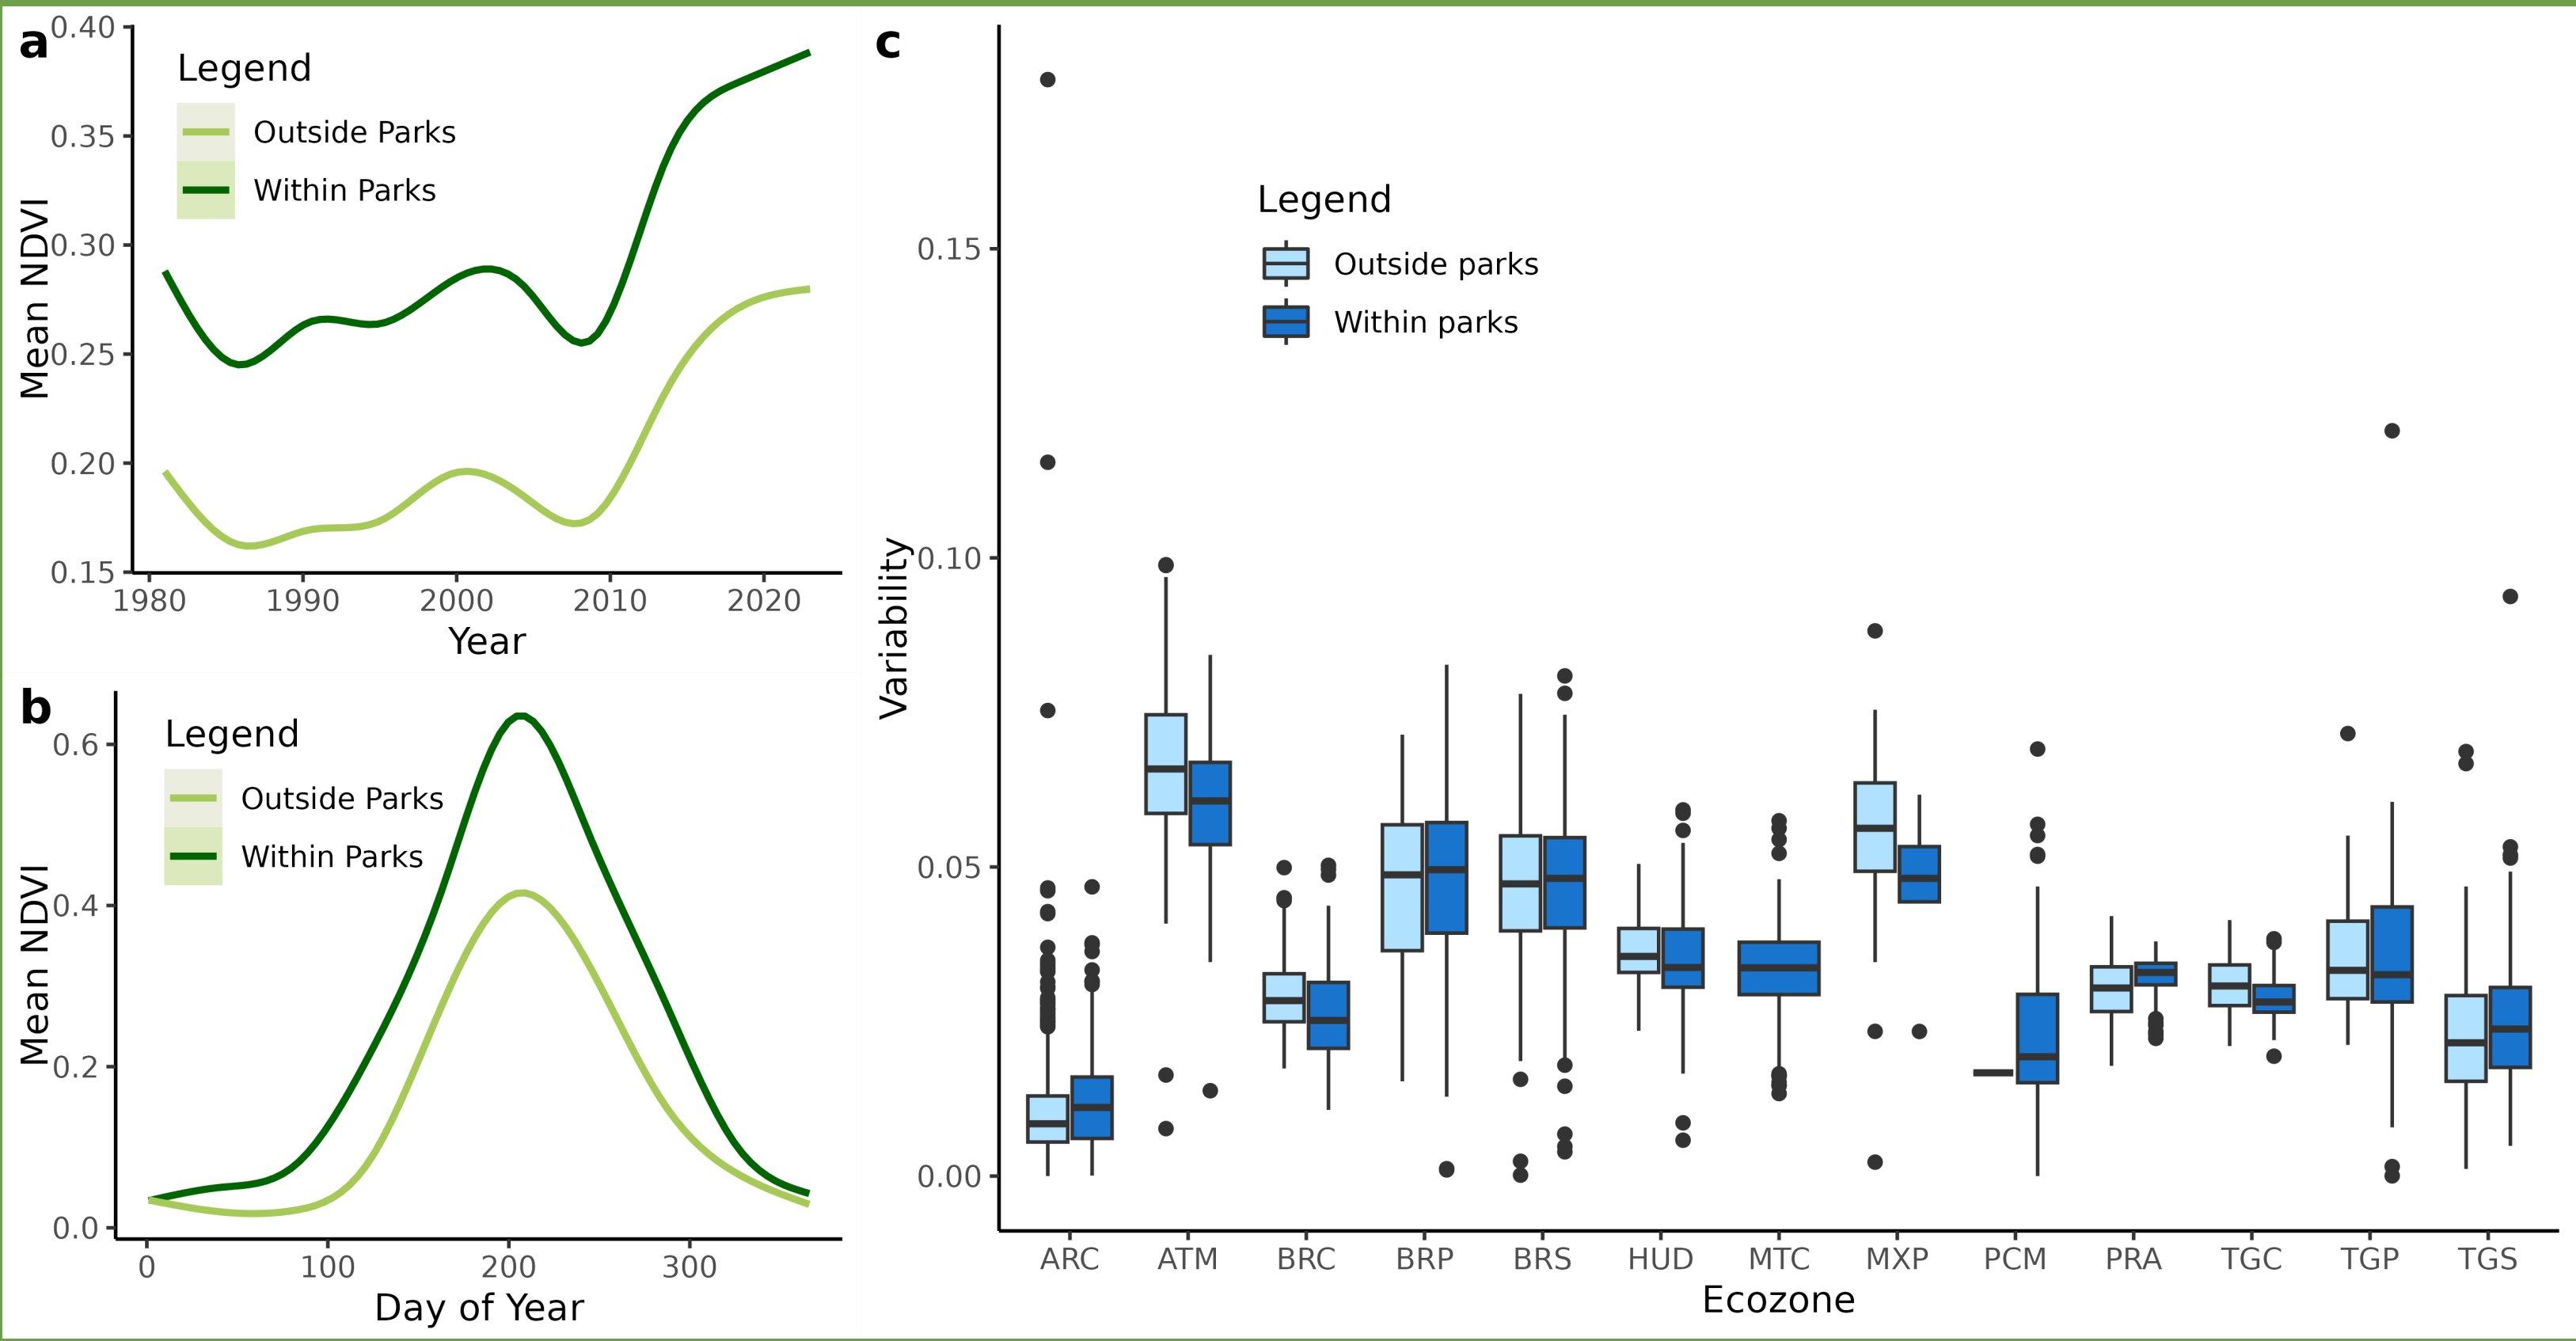 a
Legend
Outside Parks
Within Parks
0.40
0.35
0.30
0.25
0.20
0.15
Mean NDVI
1980 1990 2000 2010 2020
Year
b
Legend
Outside Parks
Within Parks
0.6
0.4
0.2
0.0
Mean NDVI
0 100 200 300
Day of Year
c
Legend
Outside parks
Within parks
0.15
0.10
0.05
0.00
Variability
ARC ATM BRC BRP BRS HUD MTC MXP PCM PRA TGC TGP TGS
Ecozone